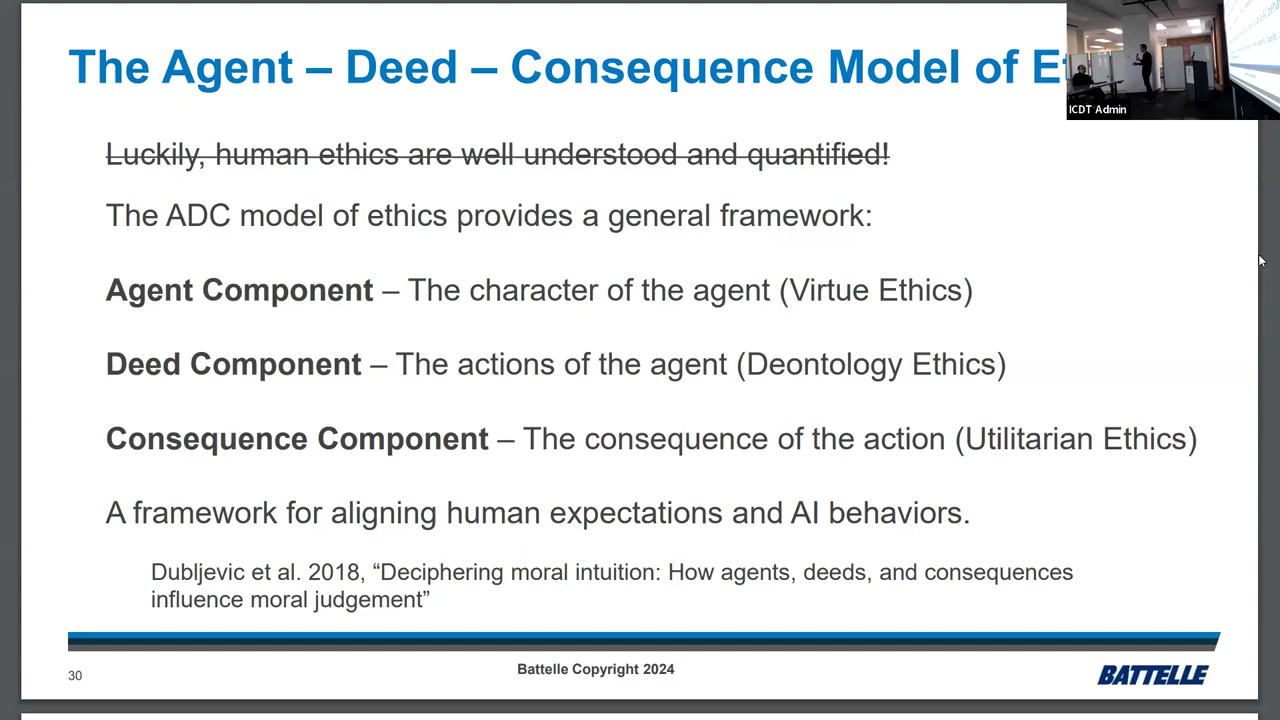 The Agent – Deed – Consequence Model of
ICDT Admin
Luckily, human ethics are well understood and quantified!
The ADC model of ethics provides a general framework:
Agent Component – The character of the agent (Virtue Ethics)
Deed Component – The actions of the agent (Deontology Ethics)
Consequence Component – The consequence of the action (Utilitarian Ethics)
A framework for aligning human expectations and AI behaviors.
Dubljevic et al. 2018, “Deciphering moral intuition: How agents, deeds, and consequences
influence moral judgement”
30
Battelle Copyright 2024
BATTELLE